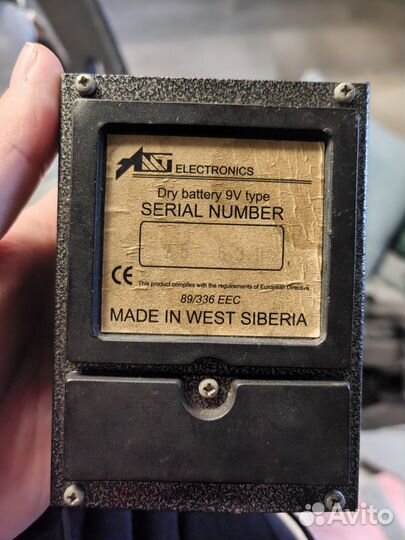 AMT ELECTRONICS
Dry battery 9V type
SERIAL NUMBER
CE This product complies with the requirements of European Directive
89/336 EEC
MADE IN WEST SIBERIA
Avito